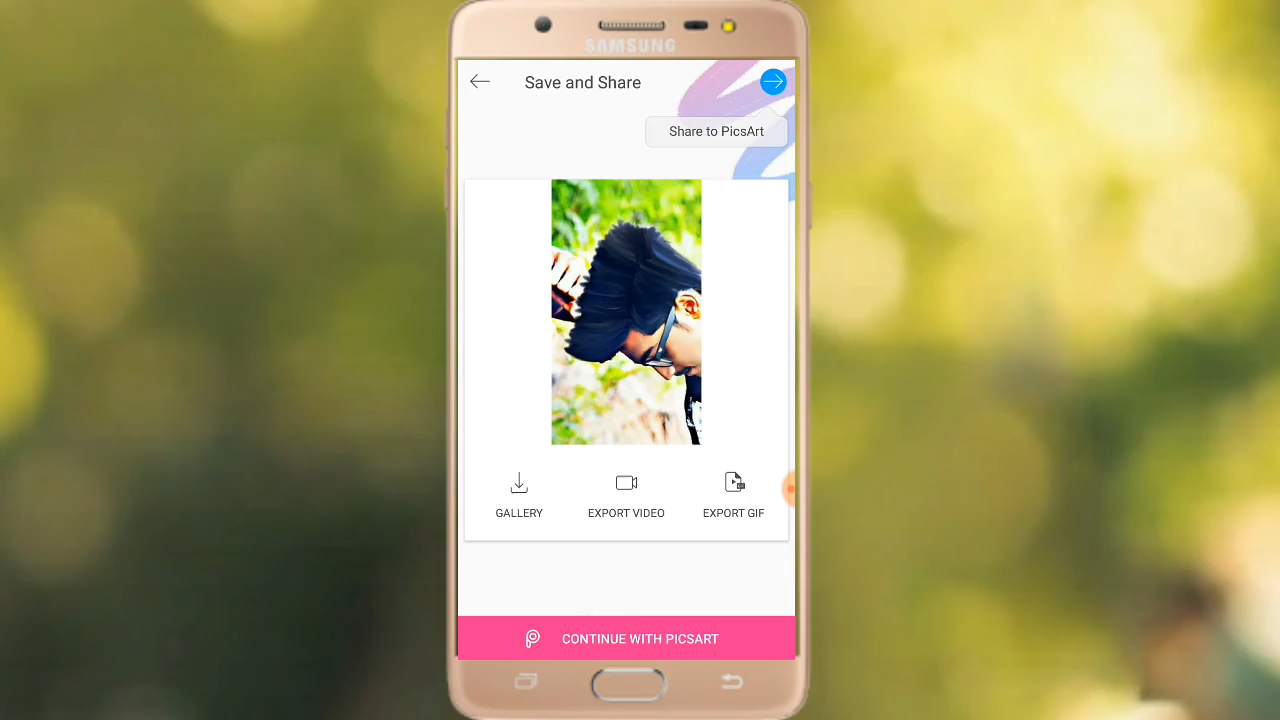 SAMSUNG
Save and Share
Share to PicsArt
GALLERY
EXPORT VIDEO
EXPORT GIF
CONTINUE WITH PICSART